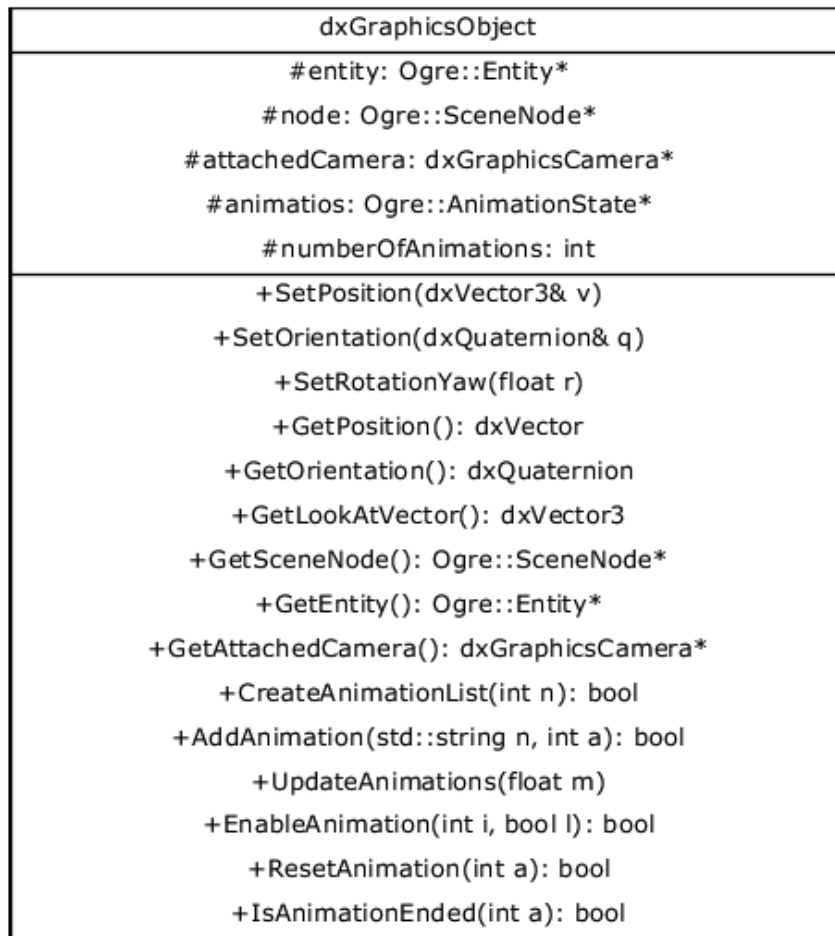 dxGraphicsObject
#entity: Ogre::Entity*
#node: Ogre::SceneNode*
#attachedCamera: dxGraphicsCamera*
#animatios: Ogre::AnimationState*
#numberOfAnimations: int
+SetPosition(dxVector3& v)
+SetOrientation(dxQuaternion& q)
+SetRotationYaw(float r)
+GetPosition(): dxVector
+GetOrientation(): dxQuaternion
+GetLookAtVector(): dxVector3
+GetSceneNode(): Ogre::SceneNode*
+GetEntity(): Ogre::Entity*
+GetAttachedCamera(): dxGraphicsCamera*
+CreateAnimationList(int n): bool
+AddAnimation(std::string n, int a): bool
+UpdateAnimations(float m)
+EnableAnimation(int i, bool l): bool
+ResetAnimation(int a): bool
+IsAnimationEnded(int a): bool